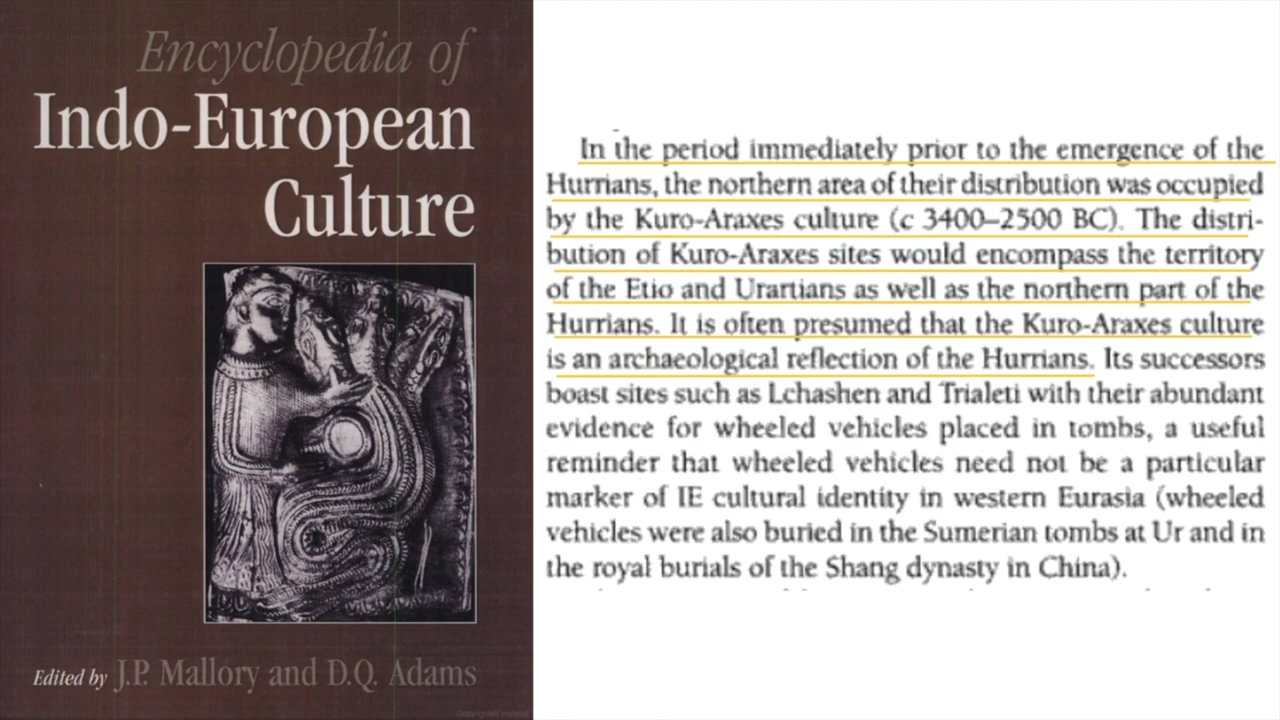 Encyclopedia of
Indo-European
Culture
Edited by J.P. Mallory and D.Q. Adams
In the period immediately prior to the emergence of the
Hurrians, the northern area of their distribution was occupied
by the Kuro-Araxes culture (c 3400–2500 BC). The distri-
bution of Kuro-Araxes sites would encompass the territory
of the Etio and Urartians as well as the northern part of the
Hurrians. It is often presumed that the Kuro-Araxes culture
is an archaeological reflection of the Hurrians. Its successors
boast sites such as Lchashen and Trialeti with their abundant
evidence for wheeled vehicles placed in tombs, a useful
reminder that wheeled vehicles need not be a particular
marker of IE cultural identity in western Eurasia (wheeled
vehicles were also buried in the Sumerian tombs at Ur and in
the royal burials of the Shang dynasty in China).